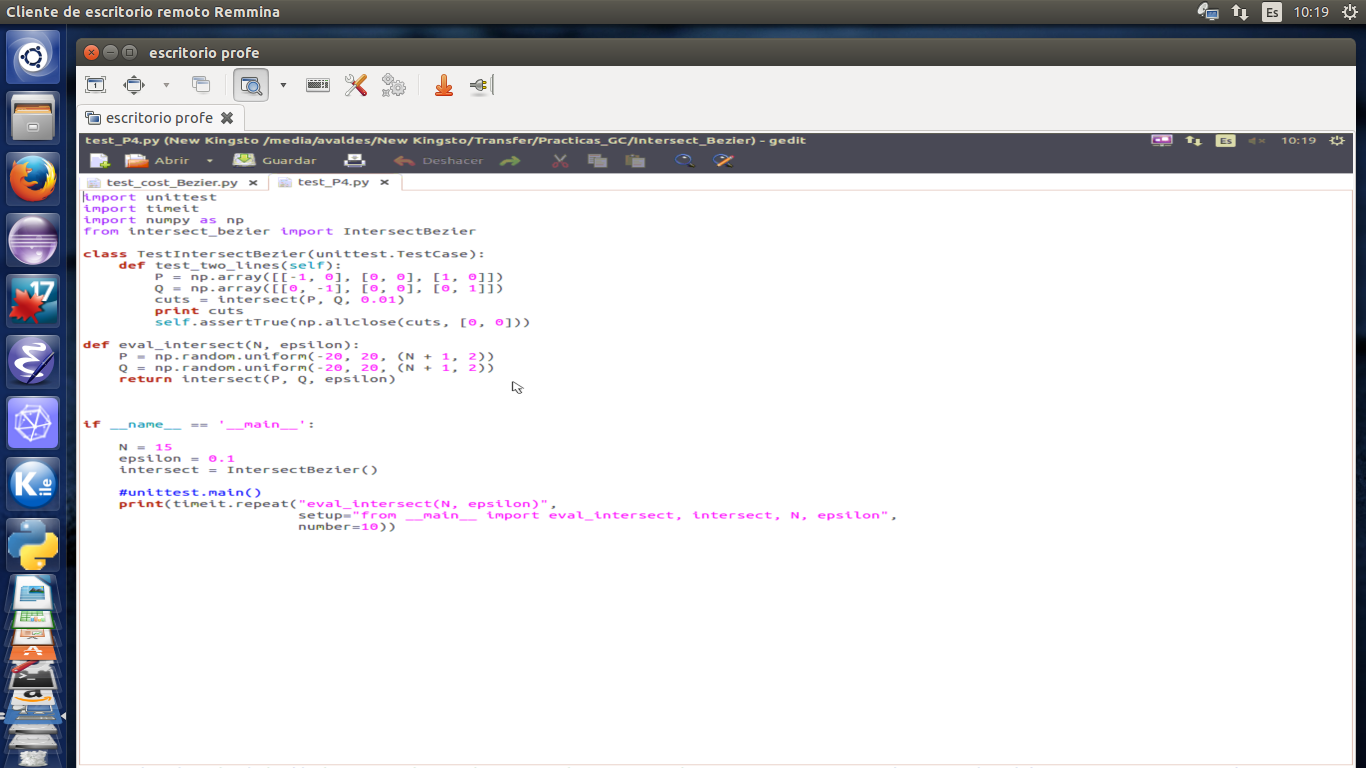 Cliente de escritorio remoto Remmina
Es
10:19
escritorio profe
escritorio profe
test_P4.py (New Kingsto /media/avaldes/New Kingsto/Transfer/Practicas_GC/Intersect_Bezier) - gedit
Es
10:19
Abrir
Guardar
Deshacer
test_cost_Bezier.py
test_P4.py
import unittest
import timeit
import numpy as np
from intersect_bezier import IntersectBezier
class TestIntersectBezier(unittest.TestCase):
def test_two_lines(self):
P = np.array([[-1, 0], [0, 0], [1, 0]])
Q = np.array([[0, -1], [0, 0], [0, 1]])
cuts = intersect(P, Q, 0.01)
print cuts
self.assertTrue(np.allclose(cuts, [0, 0]))
def eval_intersect(N, epsilon):
P = np.random.uniform(-20, 20, (N + 1, 2))
Q = np.random.uniform(-20, 20, (N + 1, 2))
return intersect(P, Q, epsilon)
if __name__ == '__main__':
N = 15
epsilon = 0.1
intersect = IntersectBezier()
#unittest.main()
print(timeit.repeat("eval_intersect(N, epsilon)",
setup="from __main__ import eval_intersect, intersect, N, epsilon",
number=10))
17
Kile